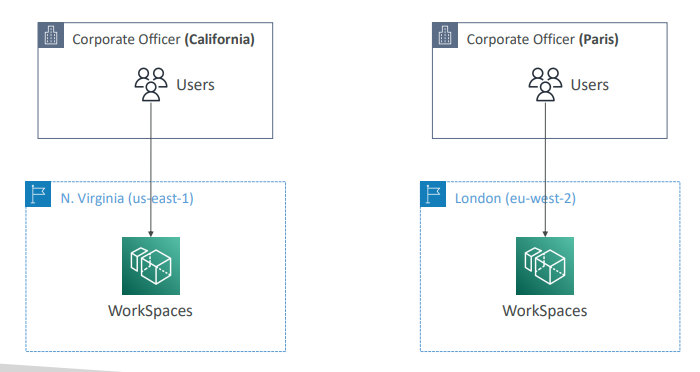 Corporate Officer (California)
Users
N. Virginia (us-east-1)
WorkSpaces
Corporate Officer (Paris)
Users
London (eu-west-2)
WorkSpaces